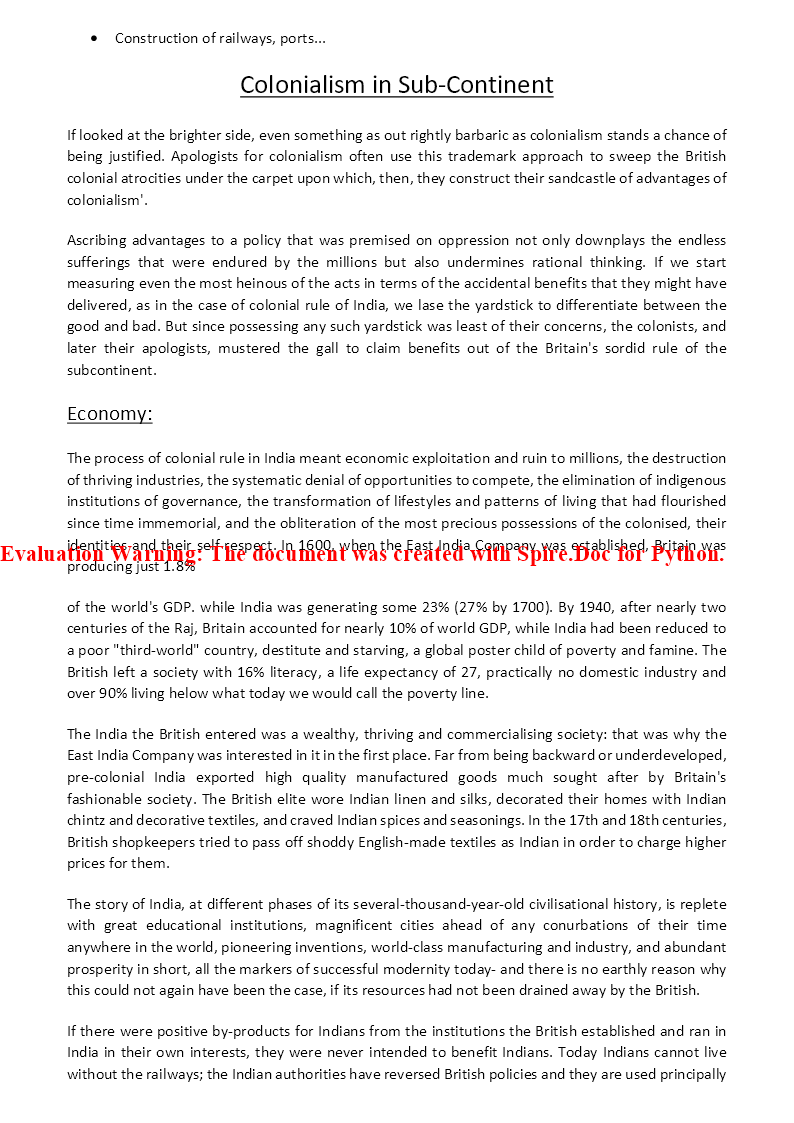 • Construction of railways, ports...
Colonialism in Sub-Continent
If looked at the brighter side, even something as out rightly barbaric as colonialism stands a chance of
being justified. Apologists for colonialism often use this trademark approach to sweep the British
colonial atrocities under the carpet upon which, then, they construct their sandcastle of advantages of
colonialism'.
Ascribing advantages to a policy that was premised on oppression not only downplays the endless
sufferings that were endured by the millions but also undermines rational thinking. If we start
measuring even the most heinous of the acts in terms of the accidental benefits that they might have
delivered, as in the case of colonial rule of India, we lase the yardstick to differentiate between the
good and bad. But since possessing any such yardstick was least of their concerns, the colonists, and
later their apologists, mustered the gall to claim benefits out of the Britain's sordid rule of the
subcontinent.
Economy:
The process of colonial rule in India meant economic exploitation and ruin to millions, the destruction
of thriving industries, the systematic denial of opportunities to compete, the elimination of indigenous
institutions of governance, the transformation of lifestyles and patterns of living that had flourished
since time immemorial, and the obliteration of the most precious possessions of the colonised, their
identities and their self-respect. In 1600, when the East India Company was established, Britain was
Evaluation Warning: The document was created with Spire.Doc for Python.
producing just 1.8%
of the world's GDP. while India was generating some 23% (27% by 1700). By 1940, after nearly two
centuries of the Raj, Britain accounted for nearly 10% of world GDP, while India had been reduced to
a poor "third-world" country, destitute and starving, a global poster child of poverty and famine. The
British left a society with 16% literacy, a life expectancy of 27, practically no domestic industry and
over 90% living helow what today we would call the poverty line.
The India the British entered was a wealthy, thriving and commercialising society: that was why the
East India Company was interested in it in the first place. Far from being backward or underdeveloped,
pre-colonial India exported high quality manufactured goods much sought after by Britain's
fashionable society. The British elite wore Indian linen and silks, decorated their homes with Indian
chintz and decorative textiles, and craved Indian spices and seasonings. In the 17th and 18th centuries,
British shopkeepers tried to pass off shoddy English-made textiles as Indian in order to charge higher
prices for them.
The story of India, at different phases of its several-thousand-year-old civilisational history, is replete
with great educational institutions, magnificent cities ahead of any conurbations of their time
anywhere in the world, pioneering inventions, world-class manufacturing and industry, and abundant
prosperity in short, all the markers of successful modernity today- and there is no earthly reason why
this could not again have been the case, if its resources had not been drained away by the British.
If there were positive by-products for Indians from the institutions the British established and ran in
India in their own interests, they were never intended to benefit Indians. Today Indians cannot live
without the railways; the Indian authorities have reversed British policies and they are used principally